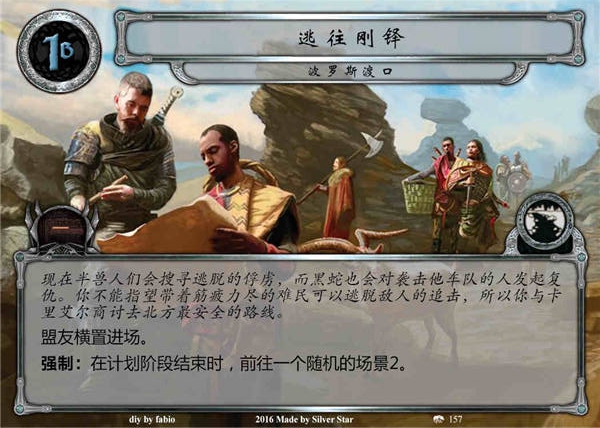 1B
逃往刚铎
波罗斯渡口
现在半兽人们会搜寻逃脱的俘虏，而黑蛇也会对袭击他车队的人发起复
仇。你不能指望带着筋疲力尽的难民可以逃脱敌人的追击，所以你与卡
里艾尔商讨去北方最安全的路线。
盟友横置进场。
强制：在计划阶段结束时，前往一个随机的场景2。
diy by fabio
2016 Made by Silver Star
157